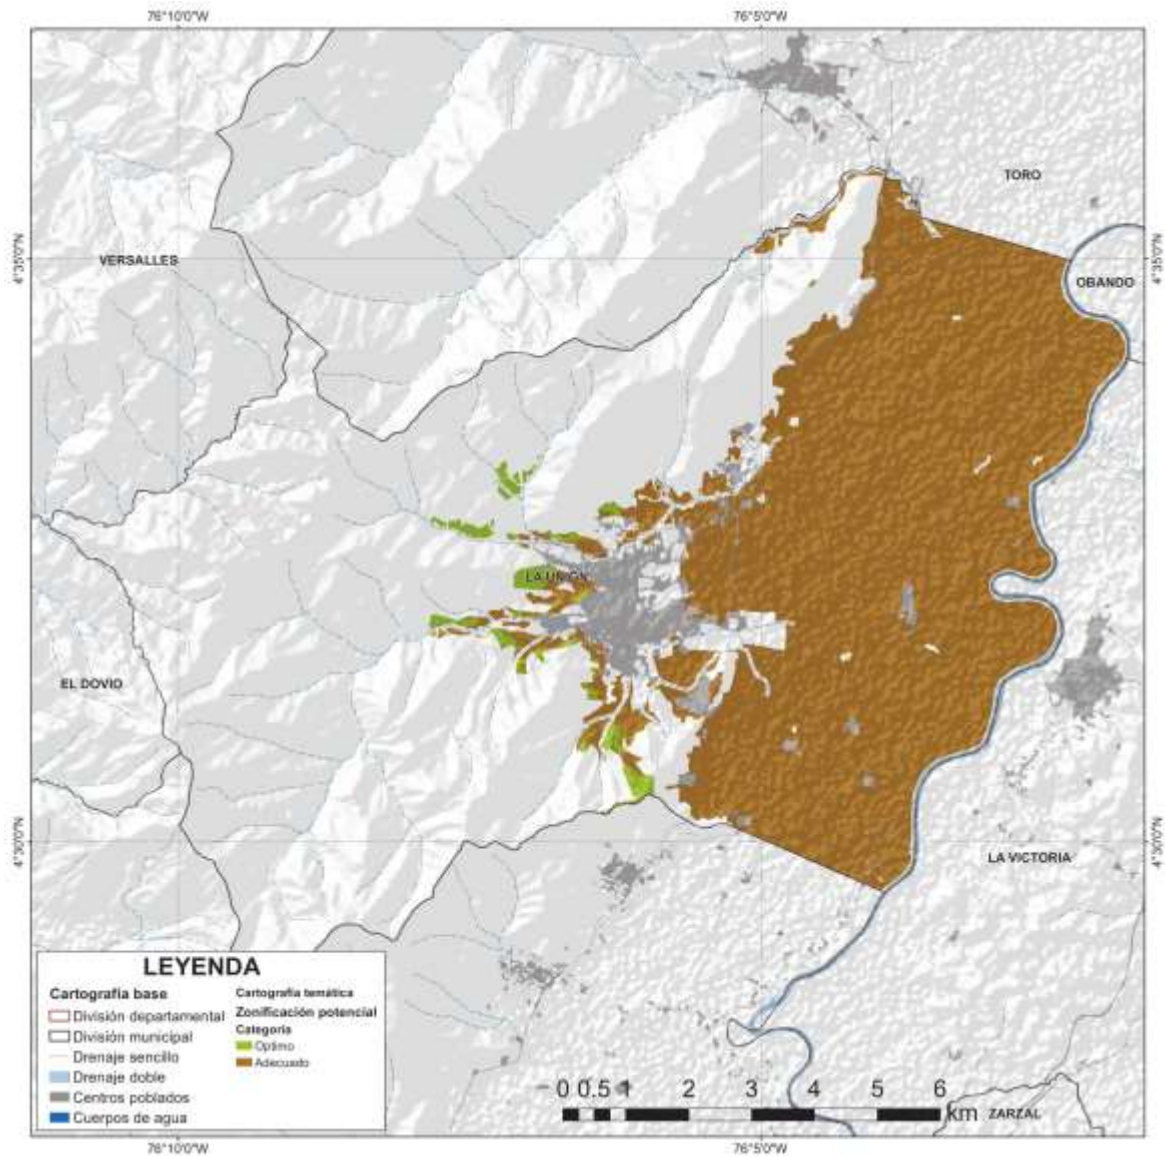 76°10'0"W 76°5'0"W
TORO
4°35'0"N VERSALLES 4°35'0"N
OBANDO
LA UNIÓN
EL DOVIO
4°30'0"N 4°30'0"N
LA VICTORIA
LEYENDA
Cartografía base
División departamental
División municipal
Drenaje sencillo
Drenaje doble
Centros poblados
Cuerpos de agua
Cartografía temática
Zonificación potencial
Categoría
Optimo
Adecuado
0 0.5 1 2 3 4 5 6
km
ZARZAL
76°10'0"W 76°5'0"W